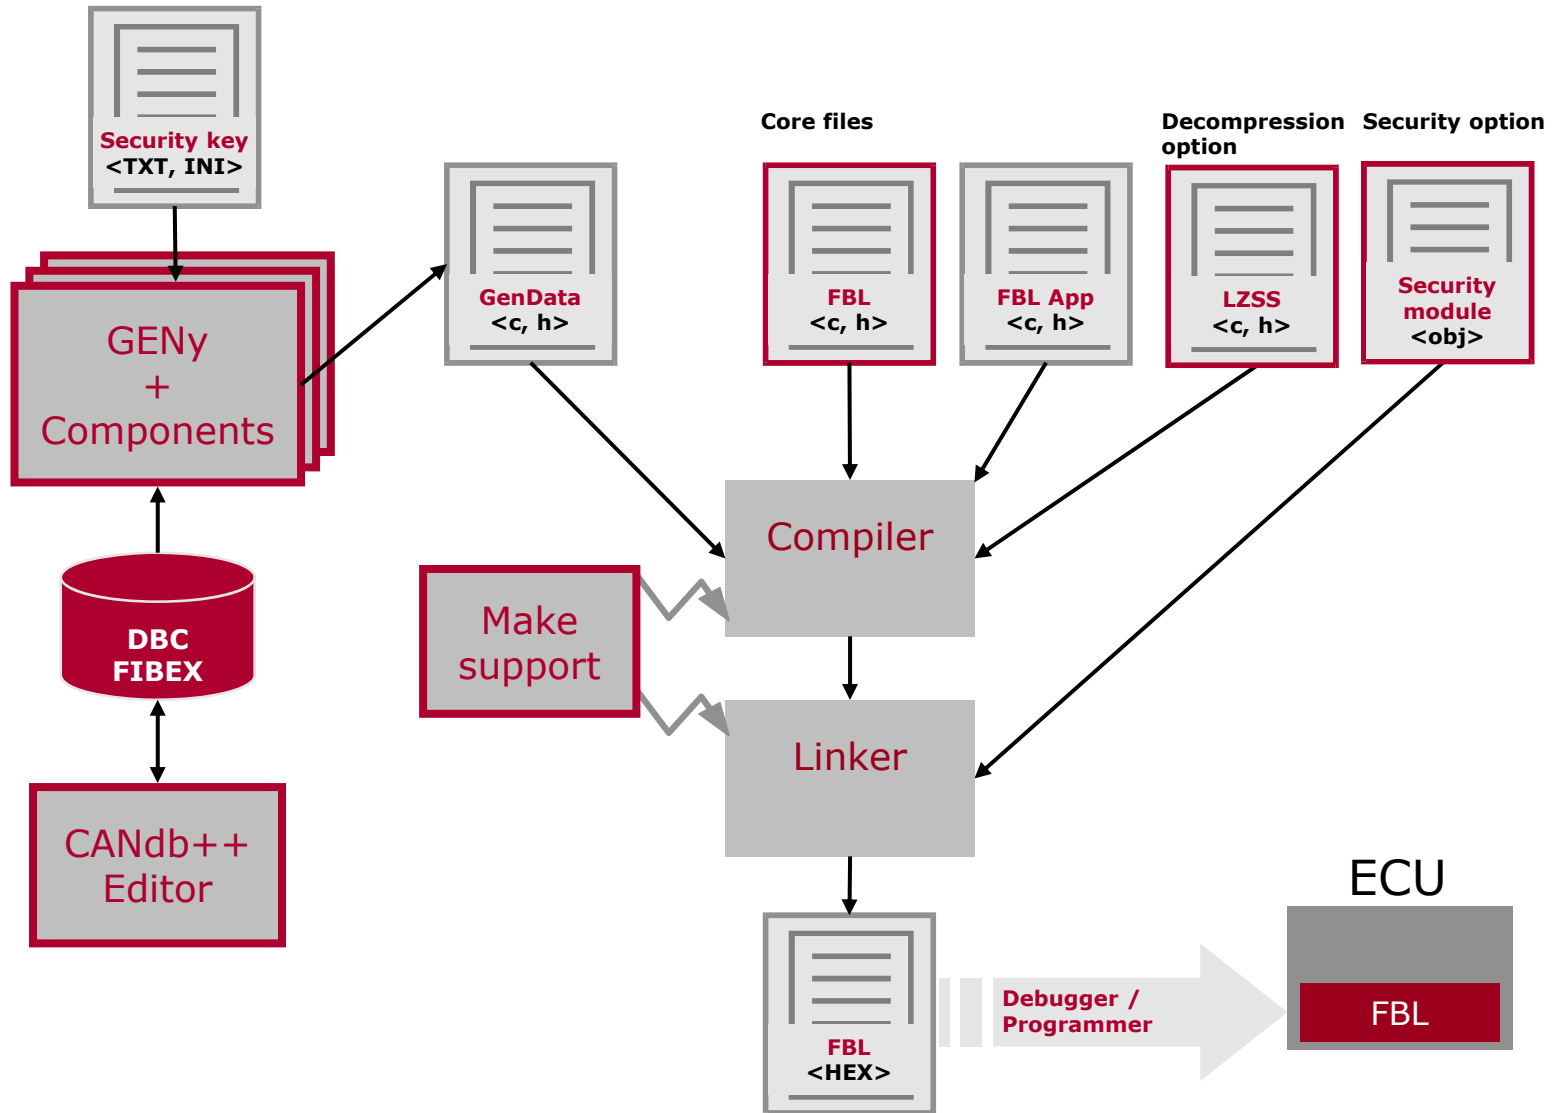 Security key
<TXT, INI>
Core files
Decompression
option
Security option
GenData
<c, h>
FBL
<c, h>
FBL App
<c, h>
LZSS
<c, h>
Security
module
<obj>
GENy
+
Components
Compiler
DBC
FIBEX
Make
support
Linker
CANdb++
Editor
ECU
FBL
Debugger /
Programmer
FBL
<HEX>